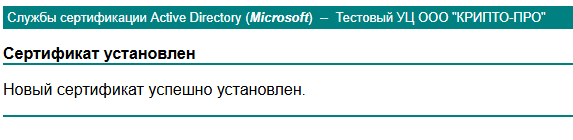 Службы сертификации Active Directory (Microsoft) -- Тестовый УЦ ООО "КРИПТО-ПРО"
Сертификат установлен
Новый сертификат успешно установлен.